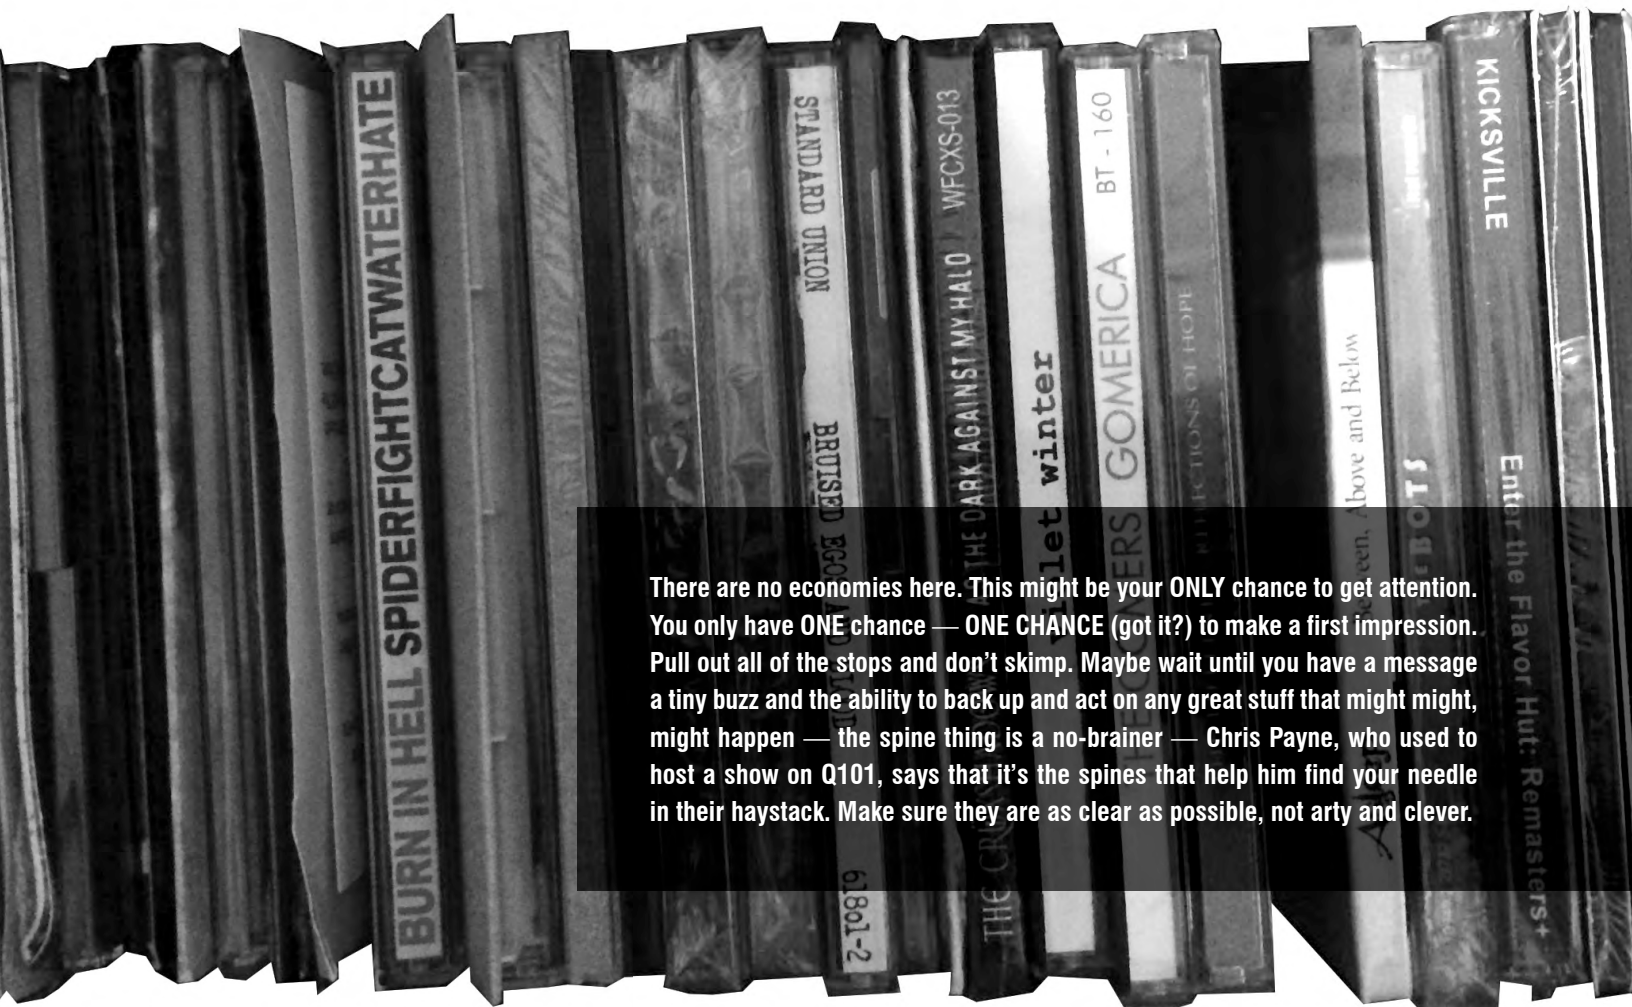 BURN IN HELL SPIDERFIGHTCATWATERHATE
STANDARD UNION
BRUISED EGOS
61801-2
THE DARK AGAINST MY HALO / WFCXS-013
winter
GOMERICA
BT - 160
OF HOPE
Above and Below
KICKSVILLE
Enter the Flavor Hut: Remasters+
There are no economies here. This might be your ONLY chance to get attention.
You only have ONE chance — ONE CHANCE (got it?) to make a first impression.
Pull out all of the stops and don’t skimp. Maybe wait until you have a message
a tiny buzz and the ability to back up and act on any great stuff that might might,
might happen — the spine thing is a no-brainer — Chris Payne, who used to
host a show on Q101, says that it’s the spines that help him find your needle
in their haystack. Make sure they are as clear as possible, not arty and clever.